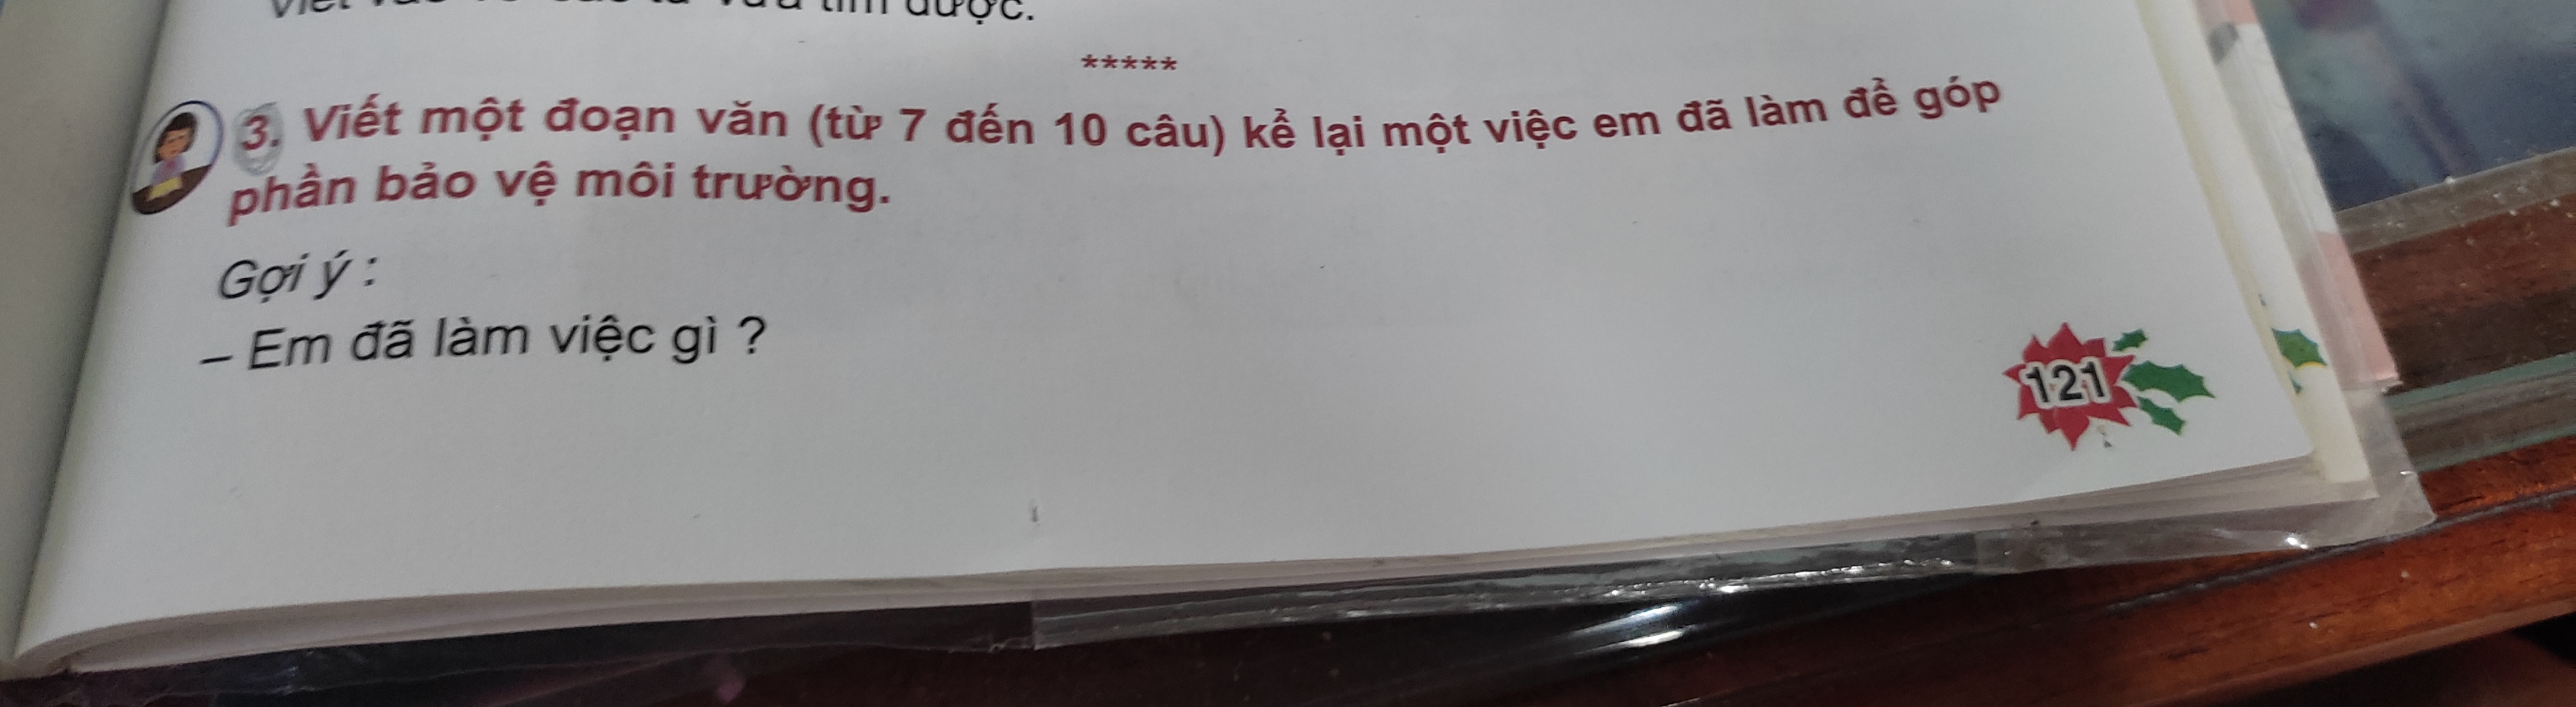 được.
*****
3. Viết một đoạn văn (từ 7 đến 10 câu) kể lại một việc em đã làm để góp
phần bảo vệ môi trường.
Gợi ý :
– Em đã làm việc gì ?
121